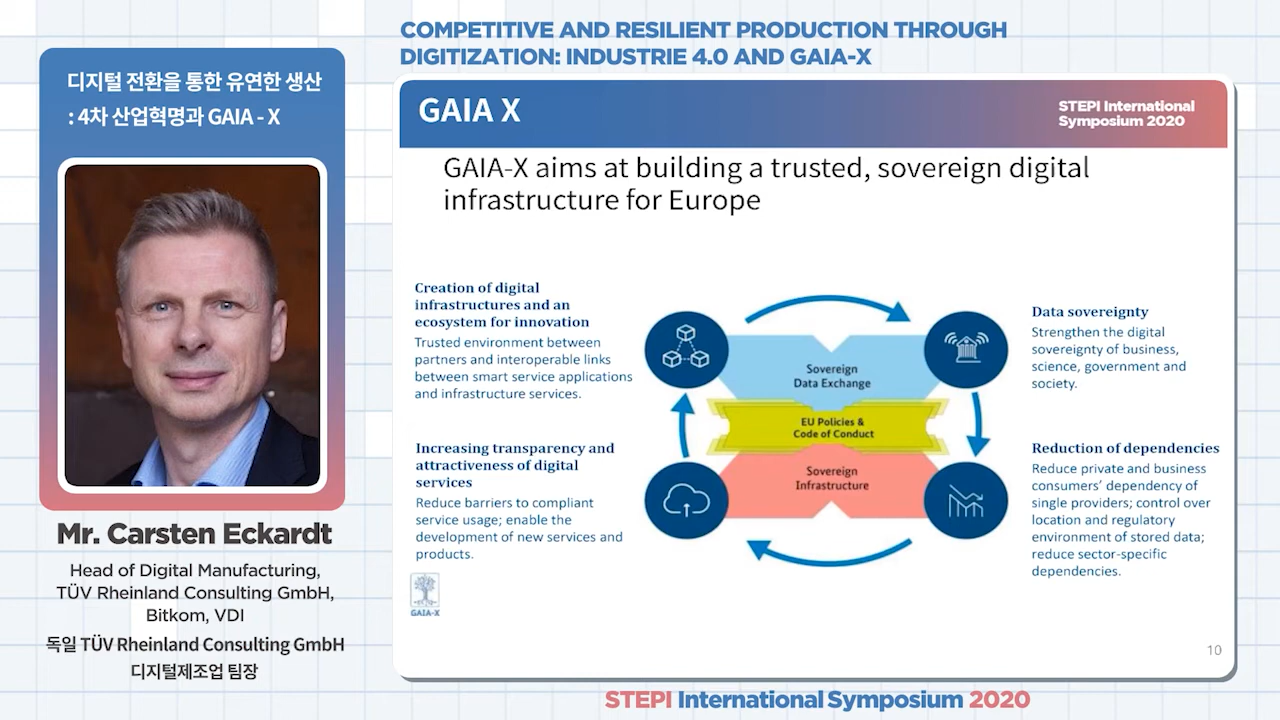 COMPETITIVE AND RESILIENT PRODUCTION THROUGH
DIGITIZATION: INDUSTRIE 4.0 AND GAIA-X
디지털 전환을 통한 유연한 생산
: 4차 산업혁명과 GAIA - X
Mr. Carsten Eckardt
Head of Digital Manufacturing,
TÜV Rheinland Consulting GmbH,
Bitkom, VDI
독일 TÜV Rheinland Consulting GmbH
디지털제조업 팀장
GAIA X
STEPI International
Symposium 2020
GAIA-X aims at building a trusted, sovereign digital
infrastructure for Europe
Creation of digital
infrastructures and an
ecosystem for innovation
Trusted environment between
partners and interoperable links
between smart service applications
and infrastructure services.
Increasing transparency and
attractiveness of digital
services
Reduce barriers to compliant
service usage; enable the
development of new services and
products.
Sovereign
Data Exchange
EU Policies &
Code of Conduct
Sovereign
Infrastructure
Data sovereignty
Strengthen the digital
sovereignty of business,
science, government and
society.
Reduction of dependencies
Reduce private and business
consumers' dependency of
single providers; control over
location and regulatory
environment of stored data;
reduce sector-specific
dependencies.
GAIA-X
10
STEPI International Symposium 2020